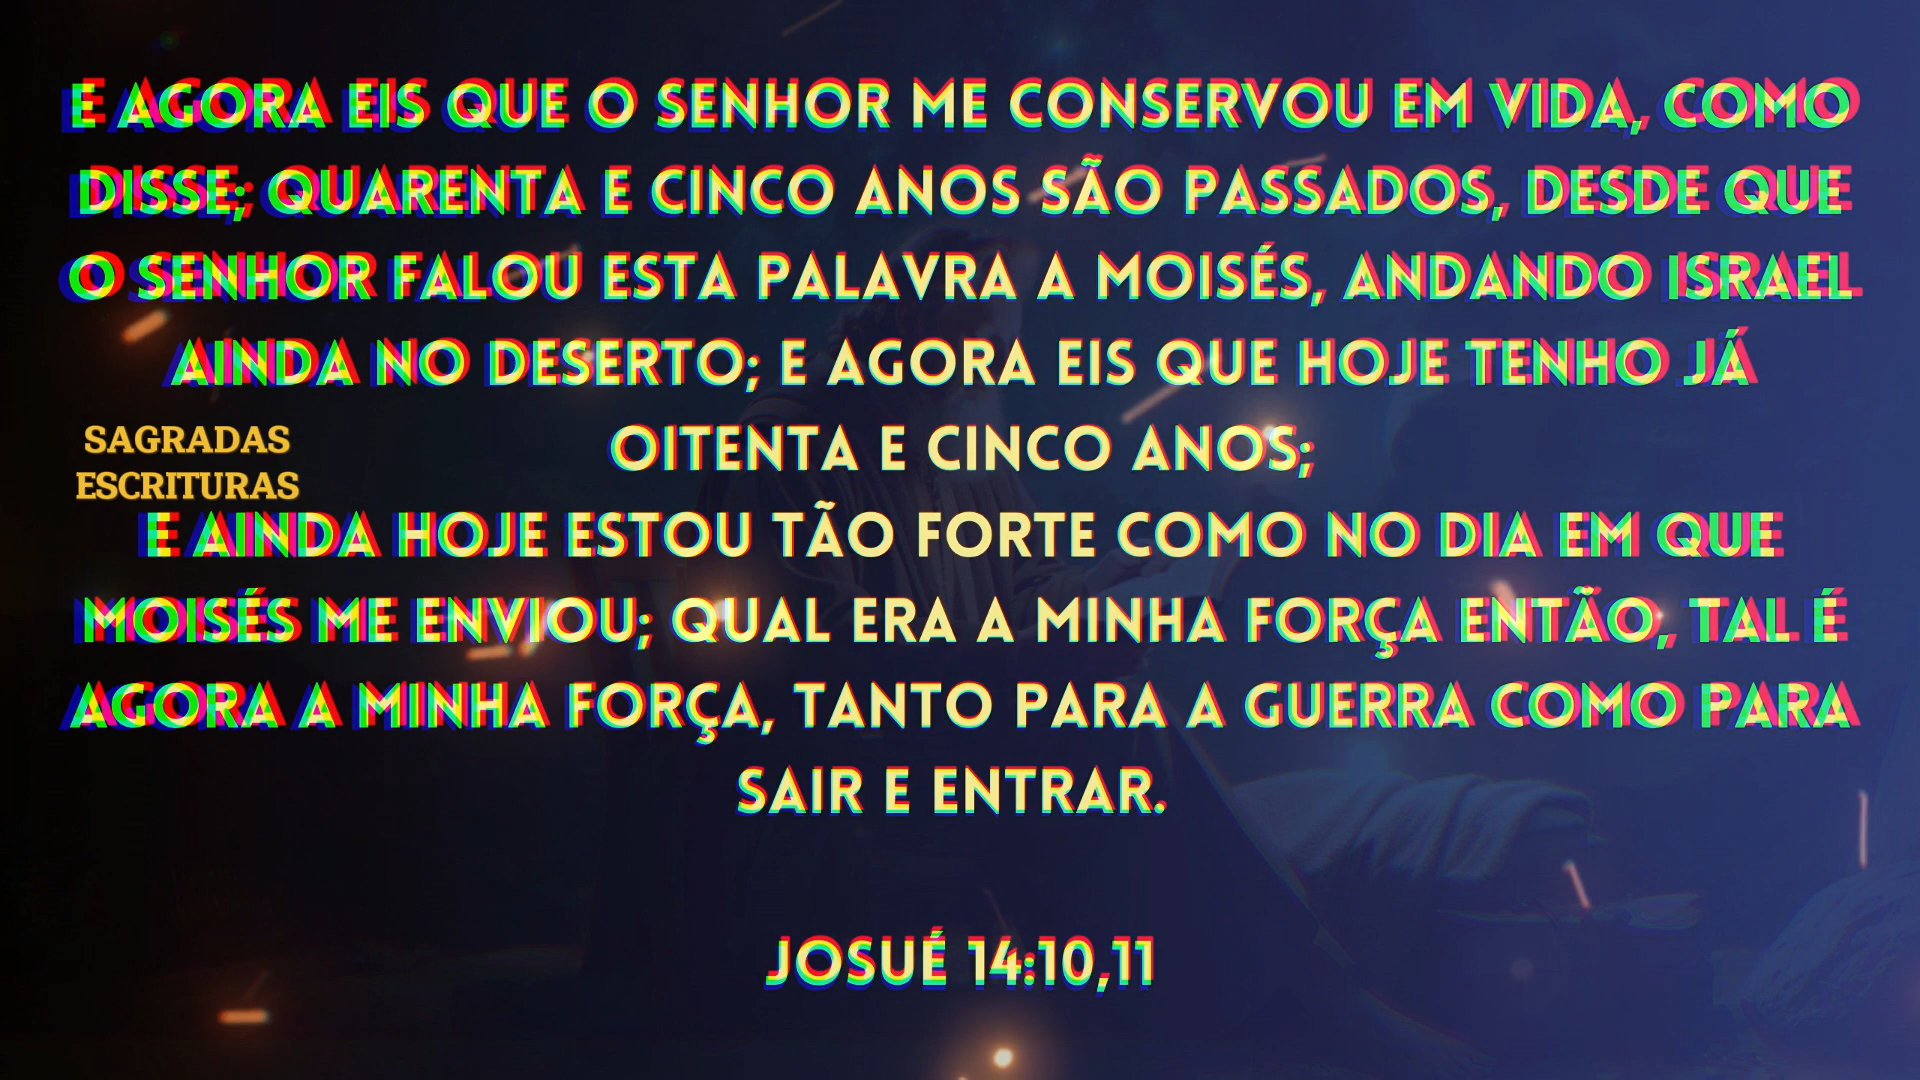 E AGORA EIS QUE O SENHOR ME CONSERVOU EM VIDA, COMO
DISSE; QUARENTA E CINCO ANOS SÃO PASSADOS, DESDE QUE
O SENHOR FALOU ESTA PALAVRA A MOISÉS, ANDANDO ISRAEL
AINDA NO DESERTO; E AGORA EIS QUE HOJE TENHO JÁ
OITENTA E CINCO ANOS;
SAGRADAS
ESCRITURAS
E AINDA HOJE ESTOU TÃO FORTE COMO NO DIA EM QUE
MOISÉS ME ENVIOU; QUAL ERA A MINHA FORÇA ENTÃO, TAL É
AGORA A MINHA FORÇA, TANTO PARA A GUERRA COMO PARA
SAIR E ENTRAR.
JOSUÉ 14:10,11